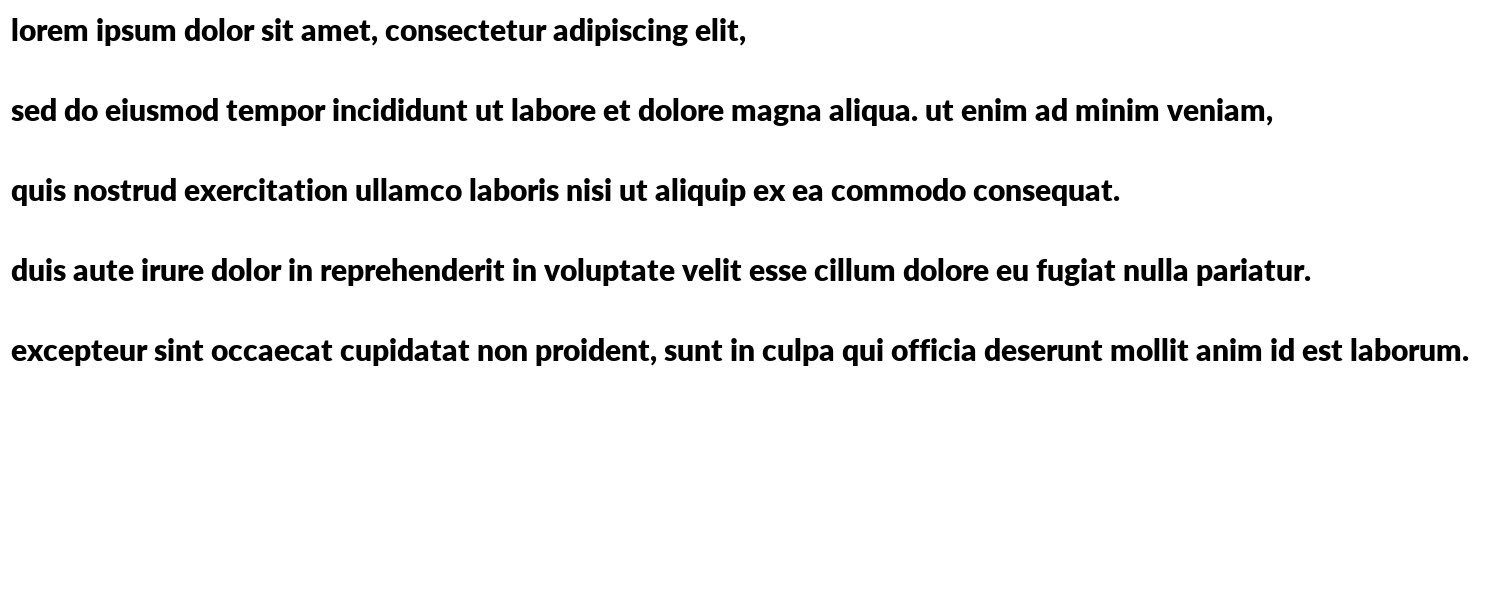 lorem ipsum dolor sit amet, consectetur adipiscing elit,
sed do eiusmod tempor incididunt ut labore et dolore magna aliqua. ut enim ad minim veniam,
quis nostrud exercitation ullamco laboris nisi ut aliquip ex ea commodo consequat.
duis aute irure dolor in reprehenderit in voluptate velit esse cillum dolore eu fugiat nulla pariatur.
excepteur sint occaecat cupidatat non proident, sunt in culpa qui officia deserunt mollit anim id est laborum.